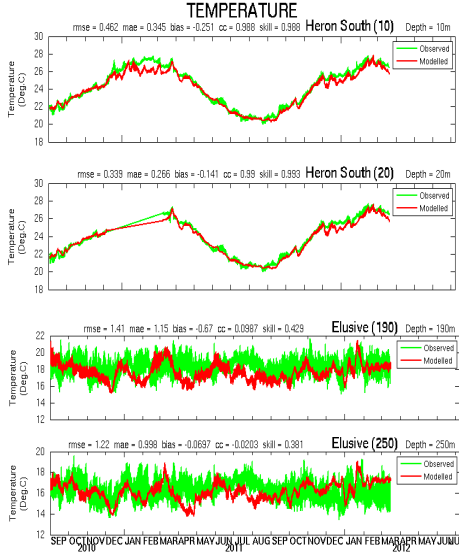 TEMPERATURE
rmse = 0.462 mae = 0.345 bias = -0.251 cc = 0.988 skill = 0.988 Heron South (10) Depth = 10m
30
28
26
24
22
20
18
Temperature
(Deg.C)
Observed
Modelled
rmse = 0.339 mae = 0.266 bias = -0.141 cc = 0.99 skill = 0.993 Heron South (20) Depth = 20m
30
28
26
24
22
20
18
Temperature
(Deg.C)
Observed
Modelled
rmse = 1.41 mae = 1.15 bias = -0.67 cc = 0.0987 skill = 0.429 Elusive (190) Depth = 190m
22
20
18
16
14
12
Temperature
(Deg.C)
Observed
Modelled
rmse = 1.22 mae = 0.998 bias = -0.0697 cc = -0.0203 skill = 0.381 Elusive (250) Depth = 250m
20
18
16
14
12
Temperature
(Deg.C)
Observed
Modelled
SEP OCT NOV DEC JAN FEB MAR APR MAY JUN JUL AUG SEP OCT NOV DEC JAN FEB MAR APR MAY JUN JU
2010 2011 2012